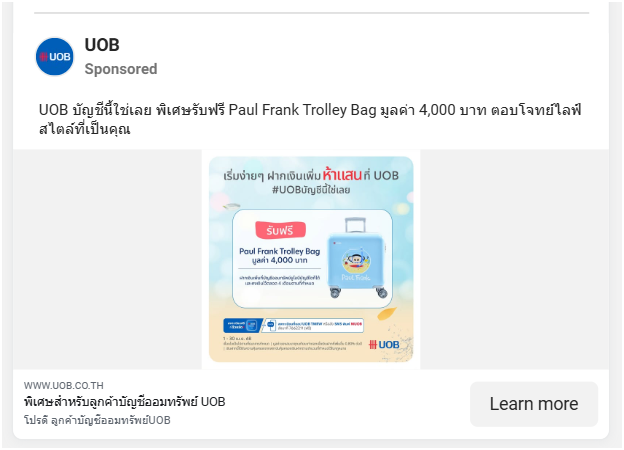 UOB
UOB
Sponsored
UOB บัญชีนี้ใช่เลย พิเศษรับฟรี Paul Frank Trolley Bag มูลค่า 4,000 บาท ตอบโจทย์ไลฟ์
สไตล์ที่เป็นคุณ
เริ่มง่ายๆ ฝากเงินเพิ่ม ห้าแสน ที่ UOB
#UOBบัญชีนี้ใช่เลย
รับฟรี
Paul Frank Trolley Bag
มูลค่า 4,000 บาท
Paul Frank
UOB
WWW.UOB.CO.TH
พิเศษสำหรับลูกค้าบัญชีออมทรัพย์ UOB
โปรดี ลูกค้าบัญชีออมทรัพย์UOB
Learn more